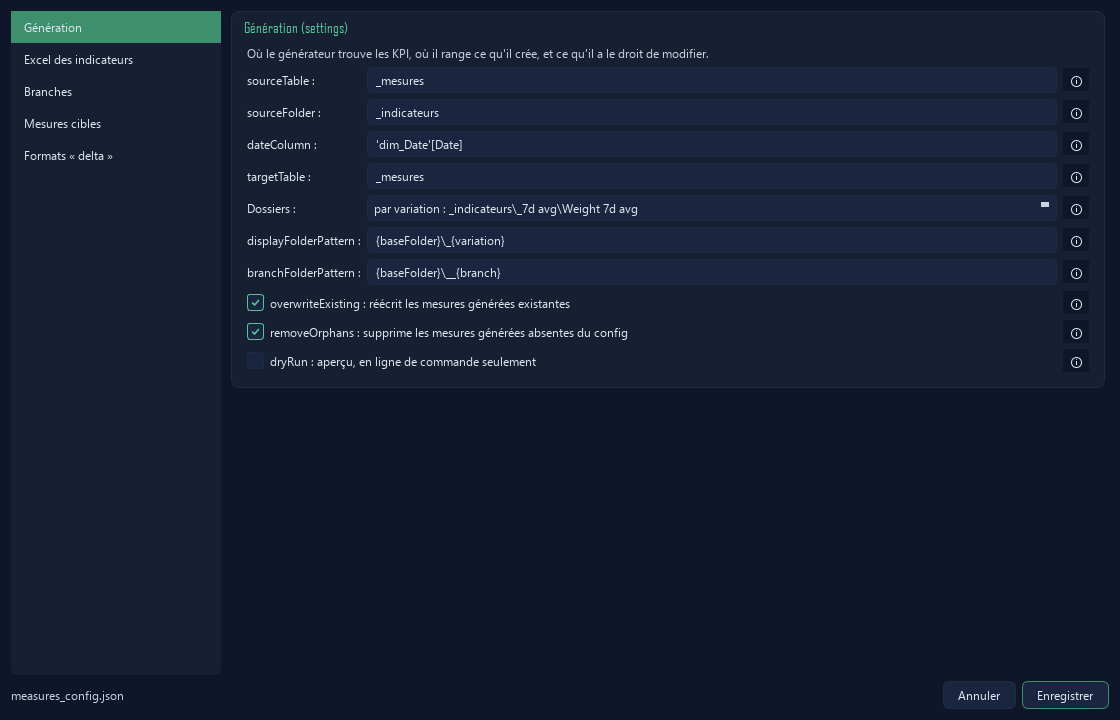 Génération
Excel des indicateurs
Branches
Mesures cibles
Formats « delta »
Génération (settings)
Où le générateur trouve les KPI, où il range ce qu'il crée, et ce qu'il a le droit de modifier.
sourceTable : _mesures
sourceFolder : _indicateurs
dateColumn : 'dim_Date'[Date]
targetTable : _mesures
Dossiers : par variation : _indicateurs\_7d avg\Weight 7d avg
displayFolderPattern : {baseFolder}\_{variation}
branchFolderPattern : {baseFolder}\__{branch}
overwriteExisting : réécrit les mesures générées existantes
removeOrphans : supprime les mesures générées absentes du config
dryRun : aperçu, en ligne de commande seulement
measures_config.json
Annuler
Enregistrer